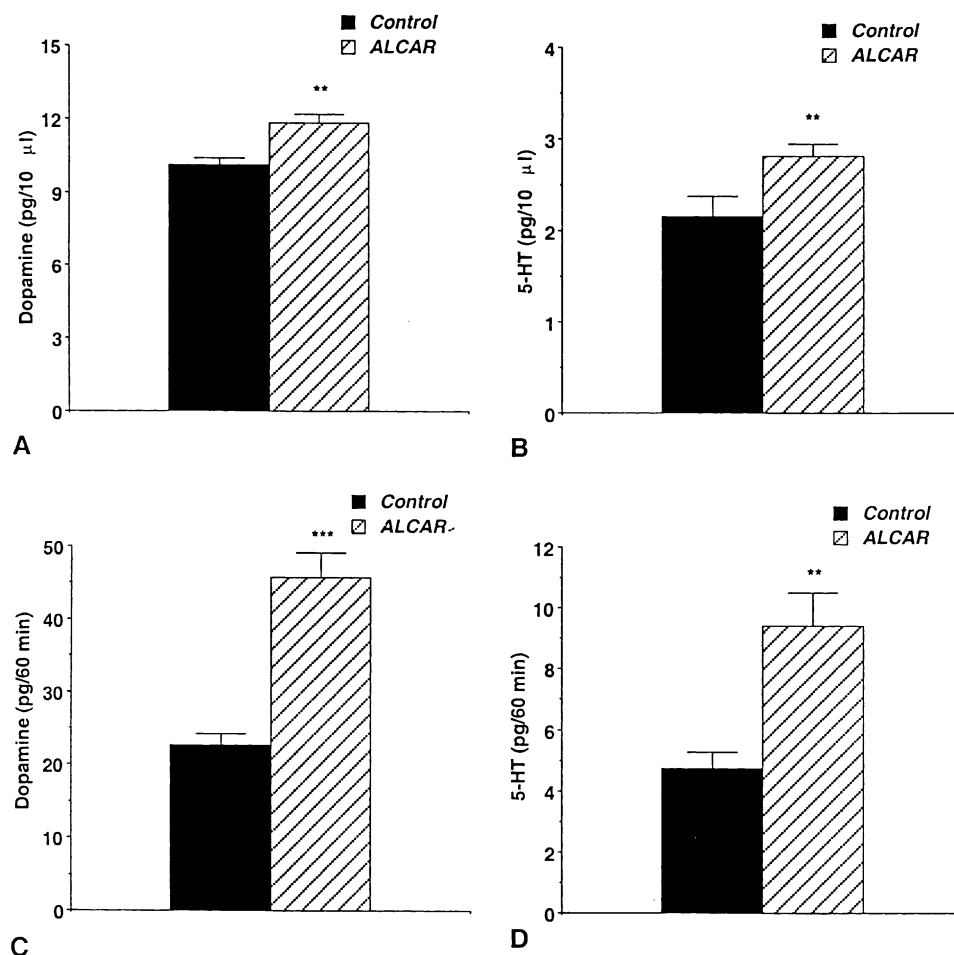 Control
ALCAR
15
12
9
6
3
0
Dopamine (pg/10 μl)
**
A
Control
ALCAR
4
3
2
1
0
5-HT (pg/10 μl)
**
B
Control
ALCAR
50
40
30
20
10
0
Dopamine (pg/60 min)
***
C
Control
ALCAR
12
10
8
6
4
2
0
5-HT (pg/60 min)
**
D